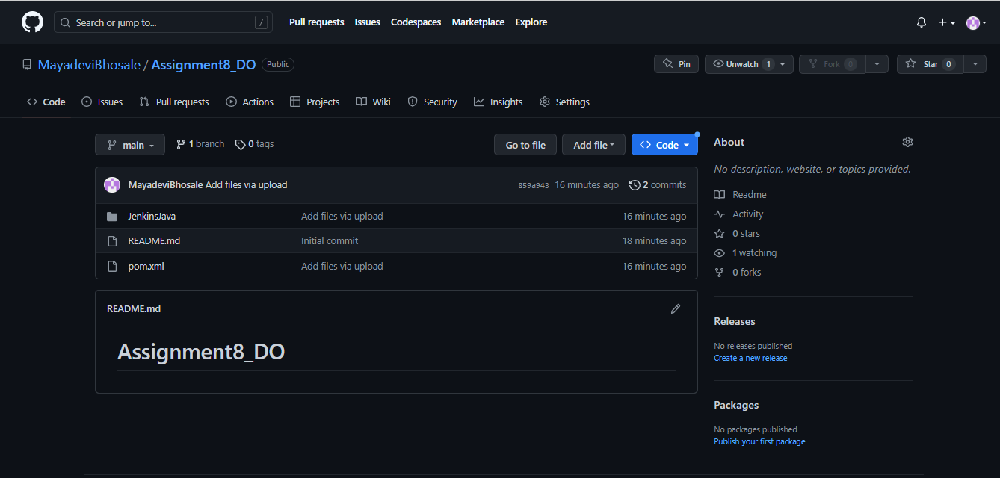 Search or jump to... / Pull requests Issues Codespaces Marketplace Explore
MayadeviBhosale / Assignment8_DO Public Pin Unwatch 1 Fork 0 Star 0
Code Issues Pull requests Actions Projects Wiki Security Insights Settings
main 1 branch 0 tags Go to file Add file Code
MayadeviBhosale Add files via upload 859a943 16 minutes ago 2 commits
JenkinsJava Add files via upload 16 minutes ago
README.md Initial commit 18 minutes ago
pom.xml Add files via upload 16 minutes ago
README.md
Assignment8_DO
About
No description, website, or topics provided.
Readme
Activity
0 stars
1 watching
0 forks
Releases
No releases published
Create a new release
Packages
No packages published
Publish your first package